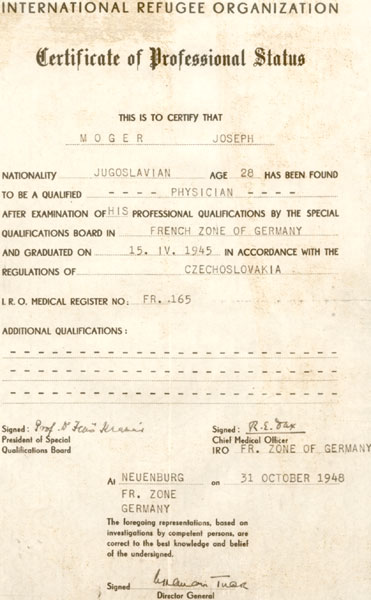 INTERNATIONAL REFUGEE ORGANIZATION
Certificate of Professional Status
THIS IS TO CERTIFY THAT
MOGER JOSEPH
NATIONALITY JUGOSLAVIAN AGE 28 HAS BEEN FOUND
TO BE A QUALIFIED - - - - PHYSICIAN - - - -
AFTER EXAMINATION OF HIS PROFESSIONAL QUALIFICATIONS BY THE SPECIAL
QUALIFICATIONS BOARD IN FRENCH ZONE OF GERMANY
AND GRADUATED ON 15. IV. 1945 IN ACCORDANCE WITH THE
REGULATIONS OF CZECHOSLOVAKIA
I.R.O. MEDICAL REGISTER NO: FR. 165
ADDITIONAL QUALIFICATIONS:
Signed: Prof. D Signed: R.E.
President of Special Chief Medical Officer
Qualifications Board IRO FR. ZONE OF GERMANY
At NEUENBURG on 31 OCTOBER 1948
FR. ZONE
GERMANY
The foregoing representations, based on
investigations by competent persons, are
correct to the best knowledge and belief
of the undersigned.
Signed
Director General